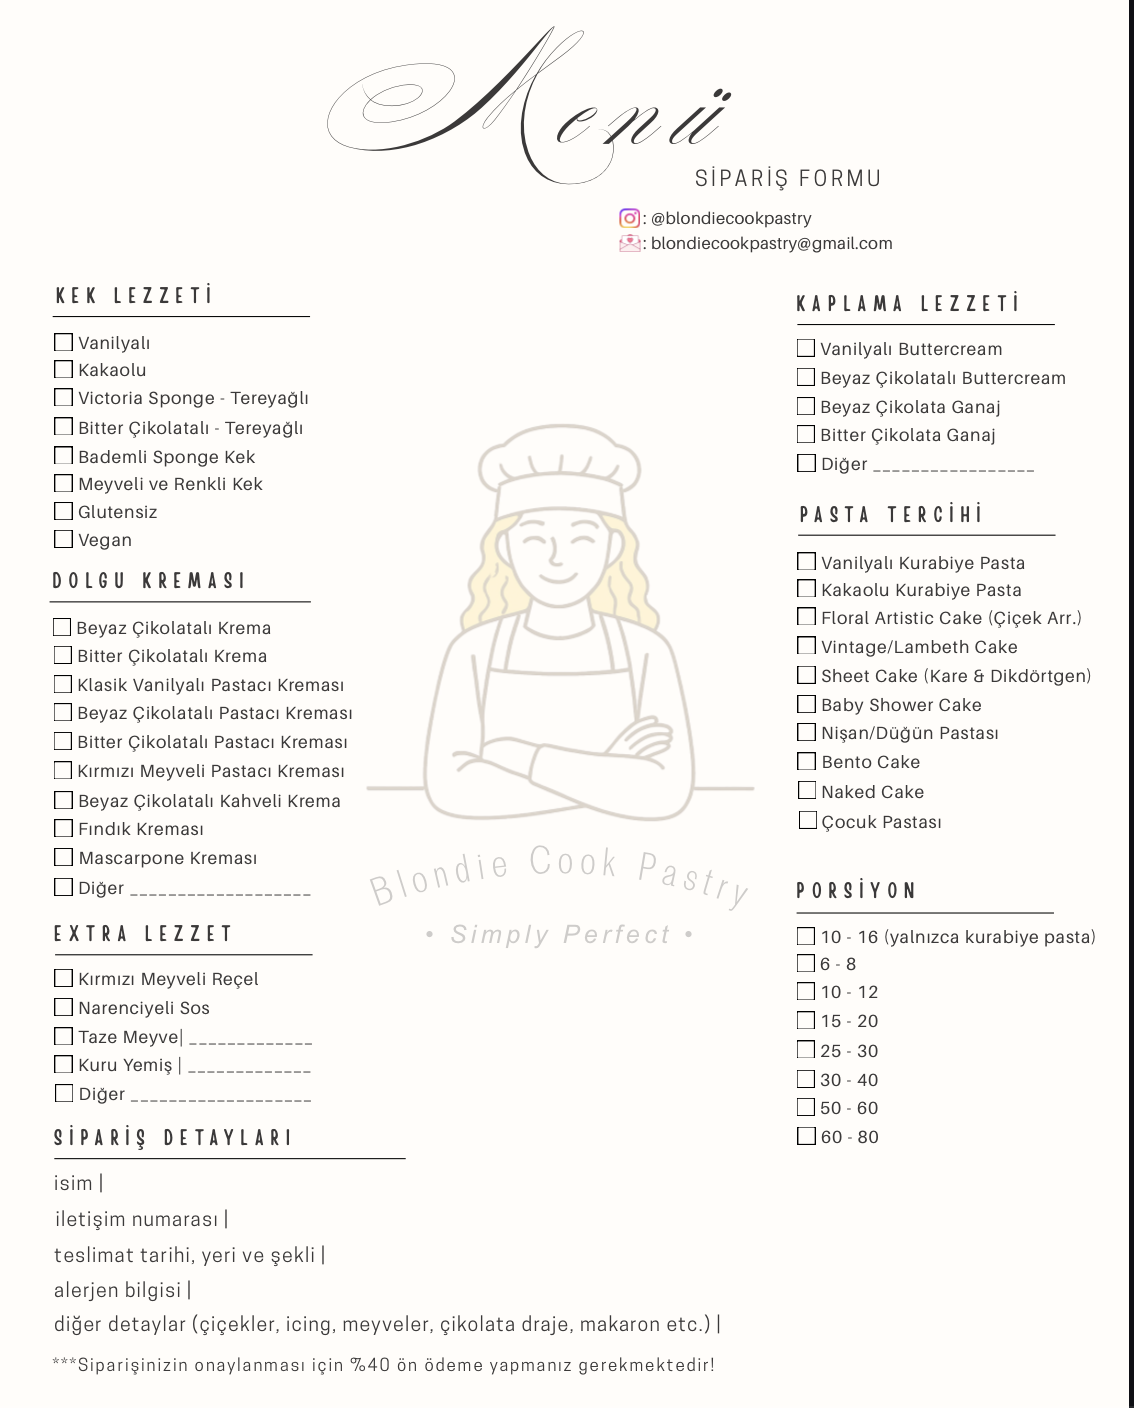 Menü
SİPARİŞ FORMU
: @blondiecookpastry
: blondiecookpastry@gmail.com
KEK LEZZETİ
Vanilyalı
Kakaolu
Victoria Sponge - Tereyağlı
Bitter Çikolatalı - Tereyağlı
Bademli Sponge Kek
Meyveli ve Renkli Kek
Glutensiz
Vegan
DOLGU KREMASI
Beyaz Çikolatalı Krema
Bitter Çikolatalı Krema
Klasik Vanilyalı Pastacı Kreması
Beyaz Çikolatalı Pastacı Kreması
Bitter Çikolatalı Pastacı Kreması
Kırmızı Meyveli Pastacı Kreması
Beyaz Çikolatalı Kahveli Krema
Fındık Kreması
Mascarpone Kreması
Diğer ___________________
EXTRA LEZZET
Kırmızı Meyveli Reçel
Narenciyeli Sos
Taze Meyve| _____________
Kuru Yemiş | _____________
Diğer ___________________
SİPARİŞ DETAYLARI
isim |
iletişim numarası |
teslimat tarihi, yeri ve şekli |
alerjen bilgisi |
diğer detaylar (çiçekler, icing, meyveler, çikolata draje, makaron etc.) |
***Siparişinizin onaylanması için %40 ön ödeme yapmanız gerekmektedir!
Blondie Cook Pastry
• Simply Perfect •
KAPLAMA LEZZETİ
Vanilyalı Buttercream
Beyaz Çikolatalı Buttercream
Beyaz Çikolata Ganaj
Bitter Çikolata Ganaj
Diğer _________________
PASTA TERCİHİ
Vanilyalı Kurabiye Pasta
Kakaolu Kurabiye Pasta
Floral Artistic Cake (Çiçek Arr.)
Vintage/Lambeth Cake
Sheet Cake (Kare & Dikdörtgen)
Baby Shower Cake
Nişan/Düğün Pastası
Bento Cake
Naked Cake
Çocuk Pastası
PORSİYON
10 - 16 (yalnızca kurabiye pasta)
6 - 8
10 - 12
15 - 20
25 - 30
30 - 40
50 - 60
60 - 80